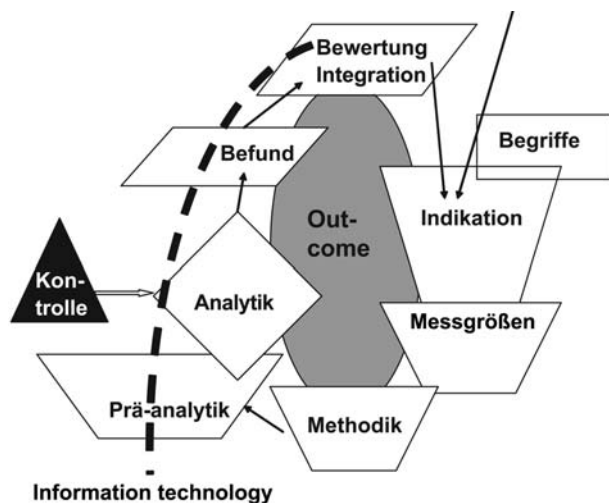 Bewertung
Integration
Begriffe
Befund
Indikation
Out-
come
Kon-
trolle
Analytik
Messgrößen
Prä-analytik
Methodik
Information technology